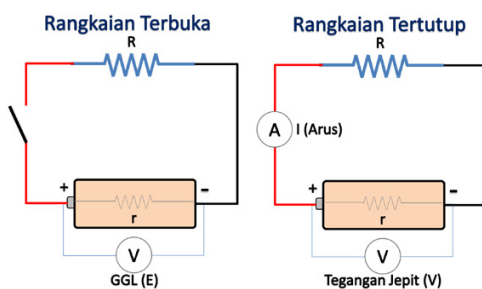 Rangkaian Terbuka
R
+
-
r
V
GGL (E)
Rangkaian Tertutup
R
A
I (Arus)
+
-
r
V
Tegangan Jepit (V)